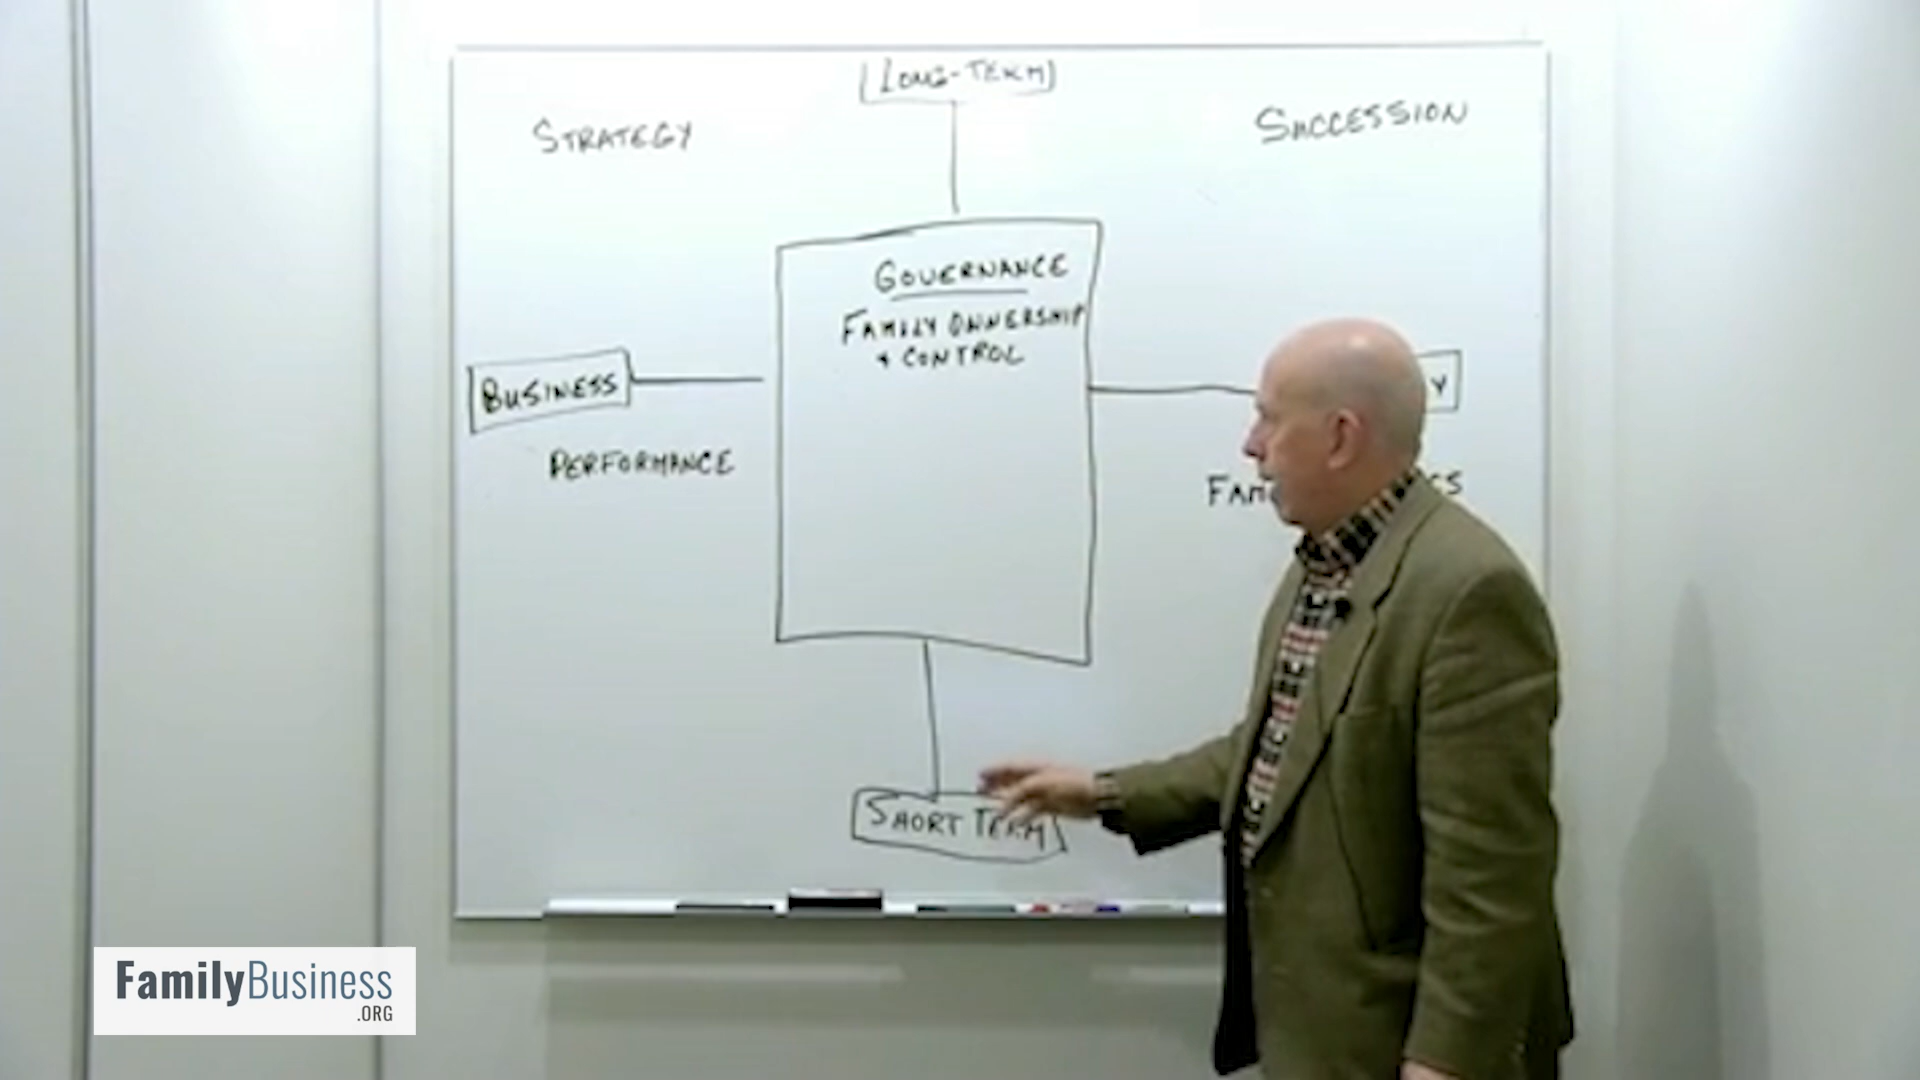 LONG-TERM
STRATEGY
SUCCESSION
GOVERNANCE
FAMILY OWNERSHIP
& CONTROL
BUSINESS
Y
PERFORMANCE
SHORT TERM
FamilyBusiness
.ORG